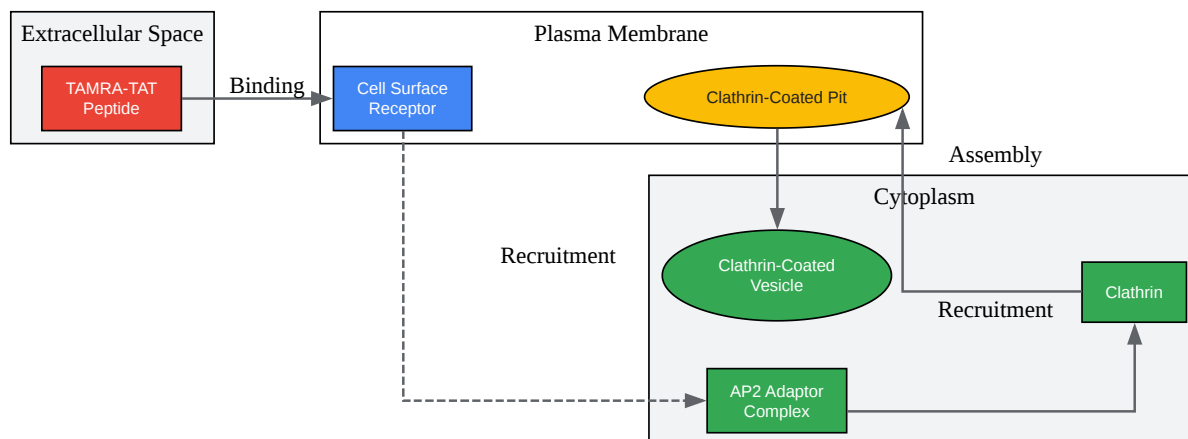 Extracellular Space
Plasma Membrane
TAMRA-TAT
Peptide
Binding
Cell Surface
Receptor
Clathrin-Coated Pit
Assembly
Cytoplasm
Recruitment
Clathrin-Coated
Vesicle
Clathrin
Recruitment
AP2 Adaptor
Complex